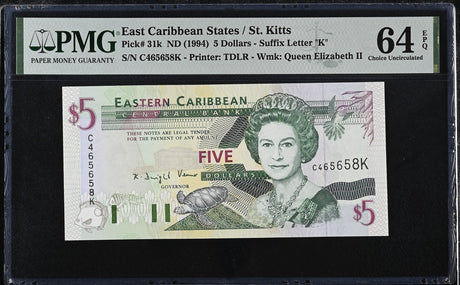 PMG
PAPER MONEY GUARANTY
East Caribbean States / St. Kitts
Pick# 31k ND (1994) 5 Dollars - Suffix Letter "K"
S/N C465658K - Printer: TDLR - Wmk: Queen Elizabeth II
64 EPQ
Choice Uncirculated
$5
EASTERN CARIBBEAN
CENTRAL BANK
THESE NOTES ARE LEGAL TENDER
FOR THE PAYMENT OF ANY AMOUNT
FIVE
DOLLARS
C465658K
C465658K
GOVERNOR
$5